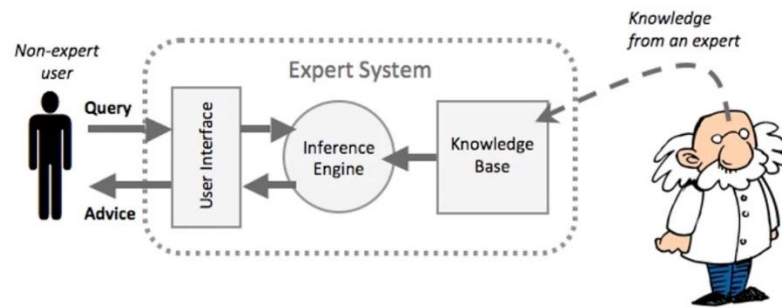 Non-expert
user
Query
Advice
Expert System
User Interface
Inference
Engine
Knowledge
Base
Knowledge
from an expert